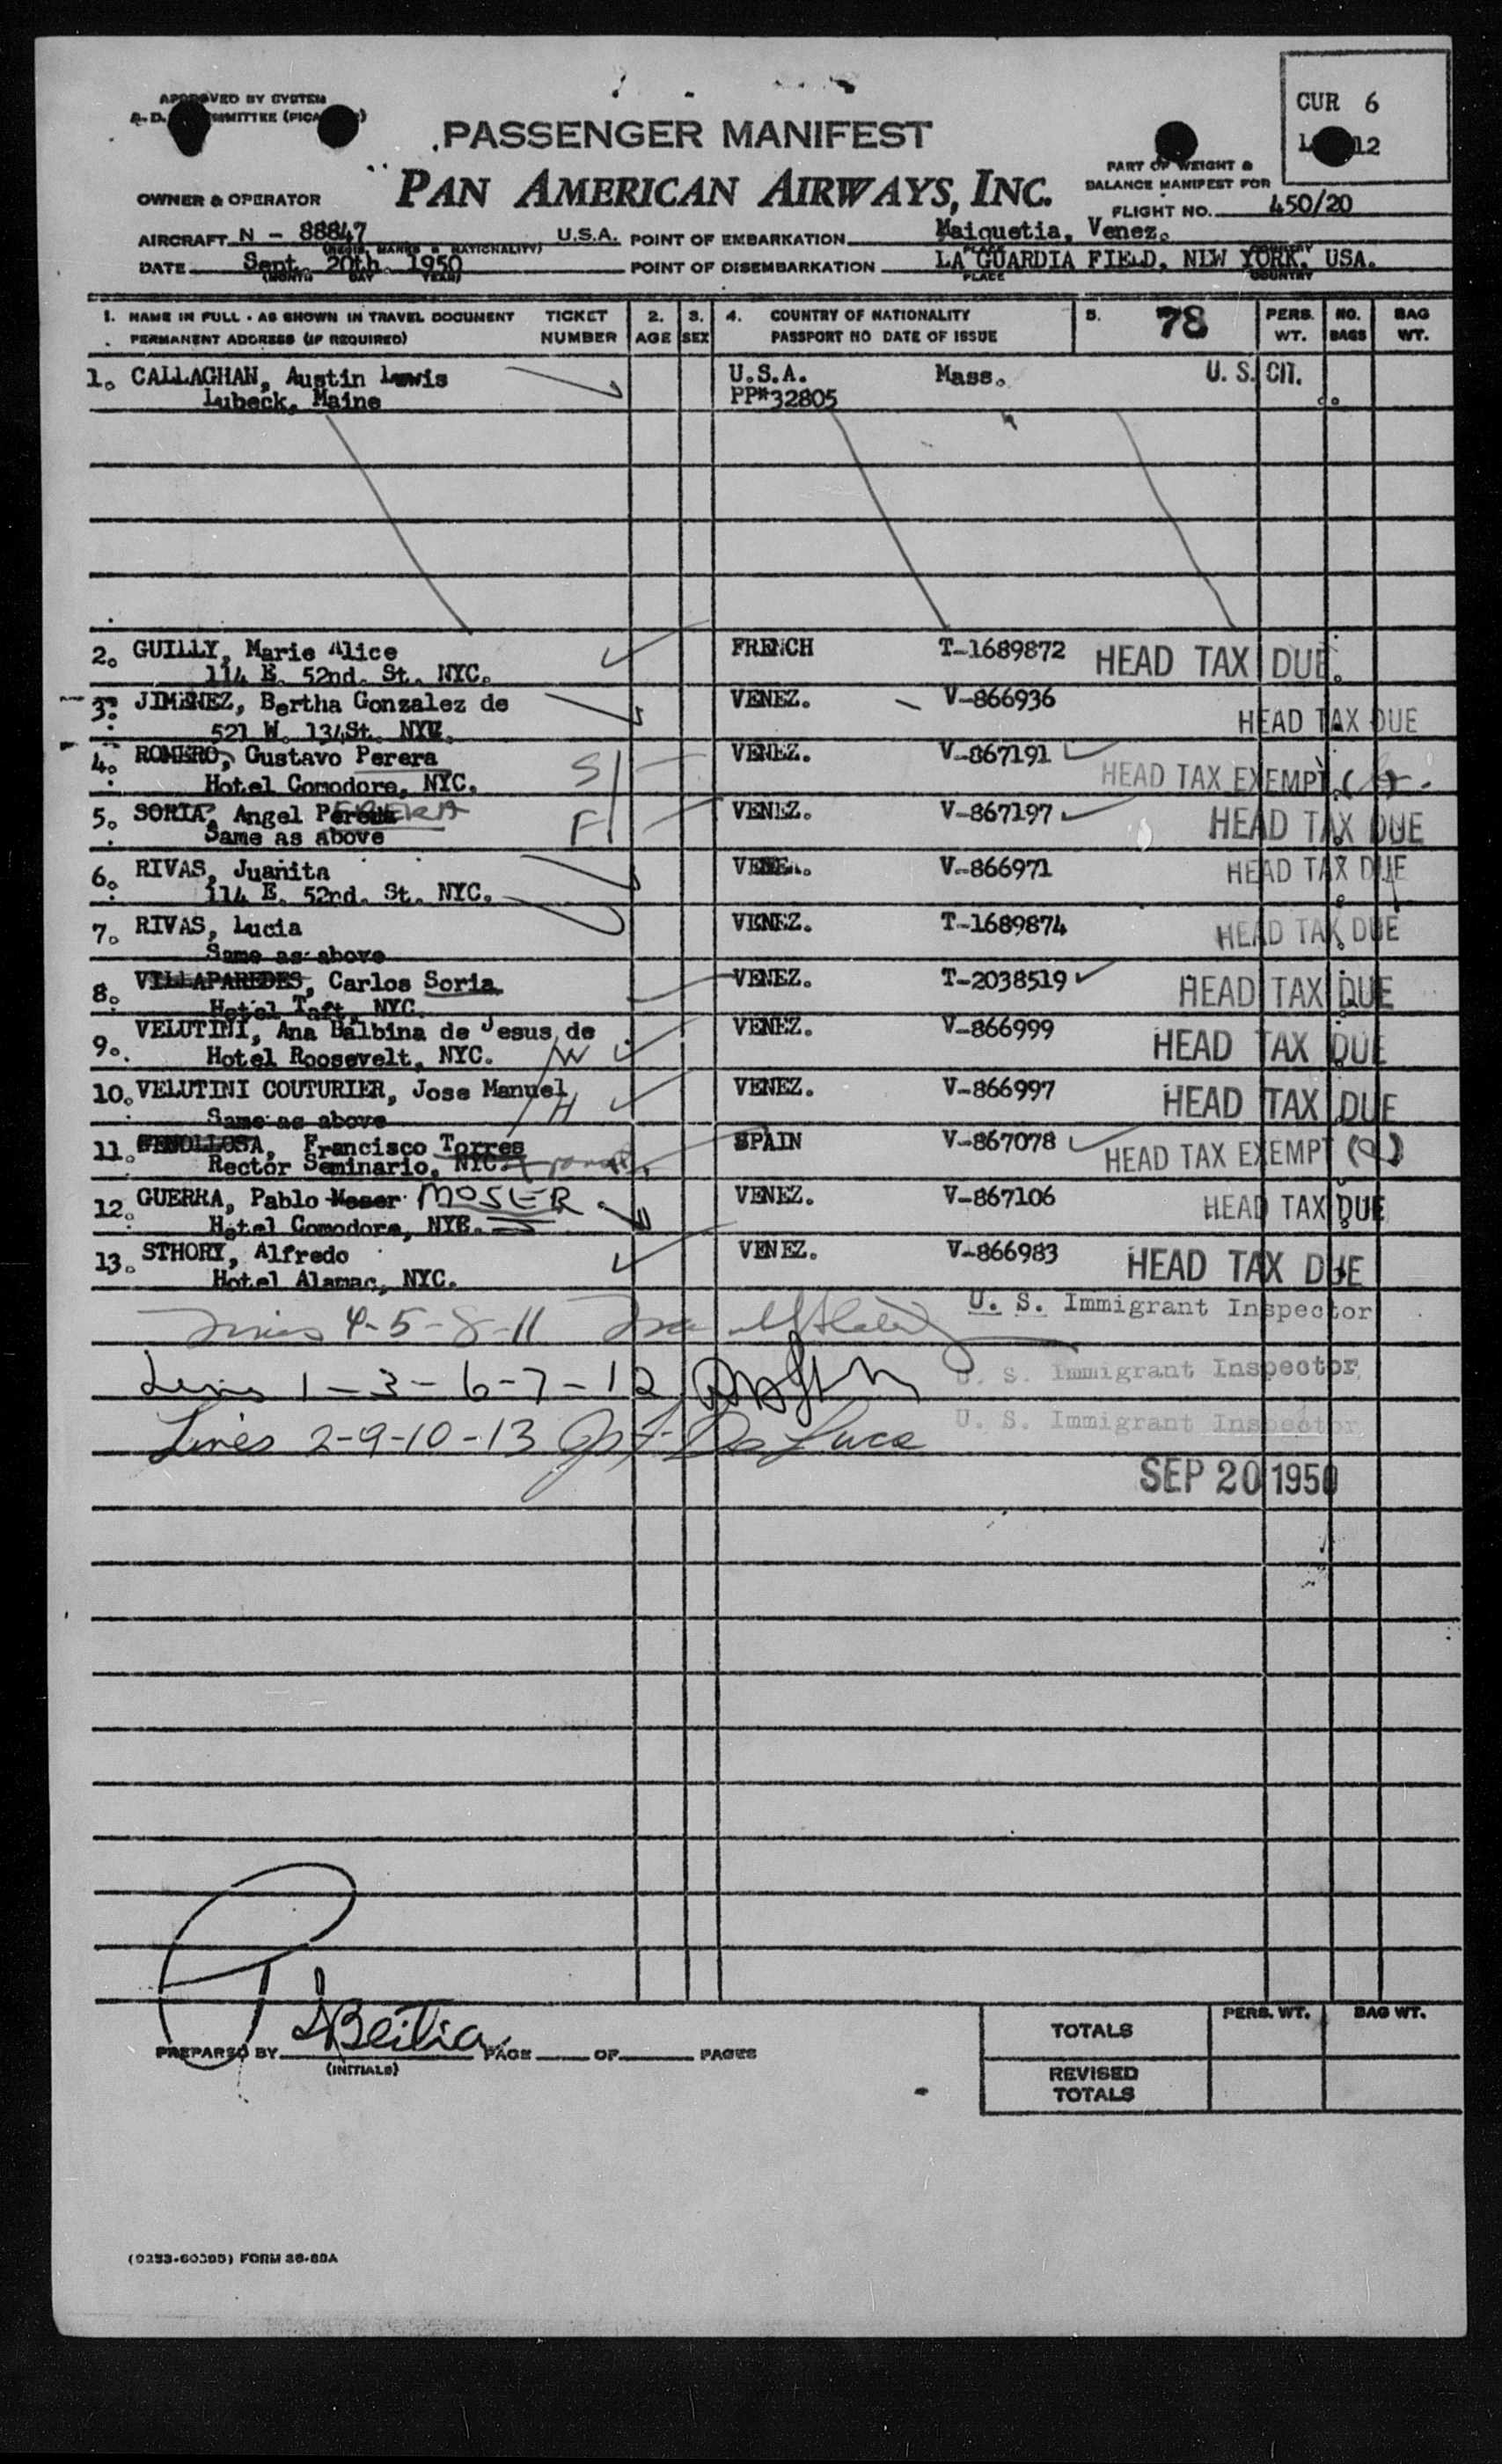 CUR 6
12
APPROVED BY SYSTEM
PASSENGER MANIFEST
PAN AMERICAN AIRWAYS, INC.
PART OF WEIGHT &
BALANCE MANIFEST FOR
FLIGHT NO. 450/20
OWNER & OPERATOR
AIRCRAFT N - 88847 U.S.A. POINT OF EMBARKATION Maiquetia, Venez.
DATE Sept. 20th. 1950 POINT OF DISEMBARKATION LA GUARDIA FIELD, NEW YORK, USA.
(MONTH DAY YEAR) PLACE COUNTRY
1. NAME IN FULL - AS SHOWN IN TRAVEL DOCUMENT TICKET 2. 3. 4. COUNTRY OF NATIONALITY 5. 78 PERS. NO. BAG
PERMANENT ADDRESS (IF REQUIRED) NUMBER AGE SEX PASSPORT NO DATE OF ISSUE WT. BAGS WT.
1. CALLAGHAN, Austin Lewis U.S.A. Mass. U.S. CIT.
Lubeck, Maine PP#32805
2. GUILLY, Marie Alice FRENCH T-1689872 HEAD TAX DUE.
114 E. 52nd. St. NYC.
3. JIMENEZ, Bertha Gonzalez de VENEZ. V-866936
521 W. 134St. NYC. HEAD TAX DUE
4. ROMERO, Gustavo Perera S VENEZ. V-867191
Hotel Comodore, NYC. HEAD TAX EXEMPT
5. SORIA, Angel PERERA F VENEZ. V-867197 HEAD TAX DUE
Same as above
6. RIVAS, Juanita VENEZ. V-866971 HEAD TAX DUE
114 E. 52nd. St. NYC.
7. RIVAS, Lucia VENEZ. T-1689874 HEAD TAX DUE
Same as above
8. VILLAPAREDES, Carlos Soria VENEZ. T-2038519 HEAD TAX DUE
Hotel Taft, NYC.
9. VELUTINI, Ana Balbina de Jesus de VENEZ. V-866999 HEAD TAX DUE
Hotel Roosevelt, NYC. W
10. VELUTINI COUTURIER, Jose Manuel VENEZ. V-866997 HEAD TAX DUE
Same as above H
11. FENOLLOSA, Francisco Torres SPAIN V-867078 HEAD TAX EXEMPT (a)
Rector Seminario, NYC.
12. GUERRA, Pablo Moser MOSER VENEZ. V-867106 HEAD TAX DUE
Hotel Comodore, NYC.
13. STHORY, Alfredo VENEZ. V-866983 HEAD TAX DUE
Hotel Alamac, NYC.
Lines 4-5-8-11 U. S. Immigrant Inspector
Lines 1-3-6-7-12 U. S. Immigrant Inspector
Lines 2-9-10-13 De Luca U. S. Immigrant Inspector
SEP 20 1950
PREPARED BY Beitia PAGE OF PAGES
(INITIALS)
TOTALS PERS. WT. BAG WT.
REVISED
TOTALS
FORM